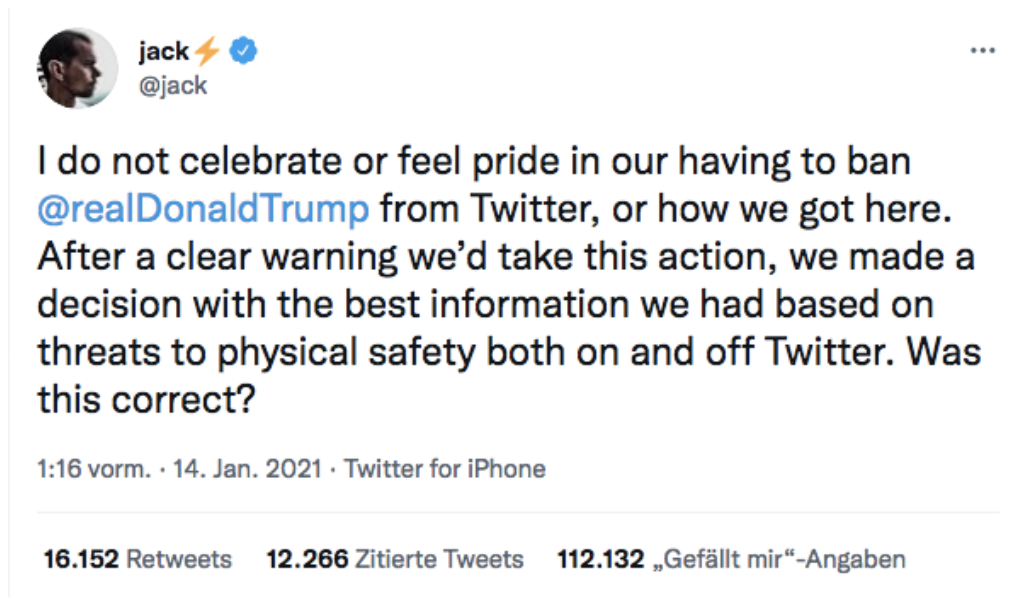 jack⚡
@jack
I do not celebrate or feel pride in our having to ban
@realDonaldTrump from Twitter, or how we got here.
After a clear warning we’d take this action, we made a
decision with the best information we had based on
threats to physical safety both on and off Twitter. Was
this correct?
1:16 vorm. · 14. Jan. 2021 · Twitter for iPhone
16.152 Retweets 12.266 Zitierte Tweets 112.132 „Gefällt mir“-Angaben